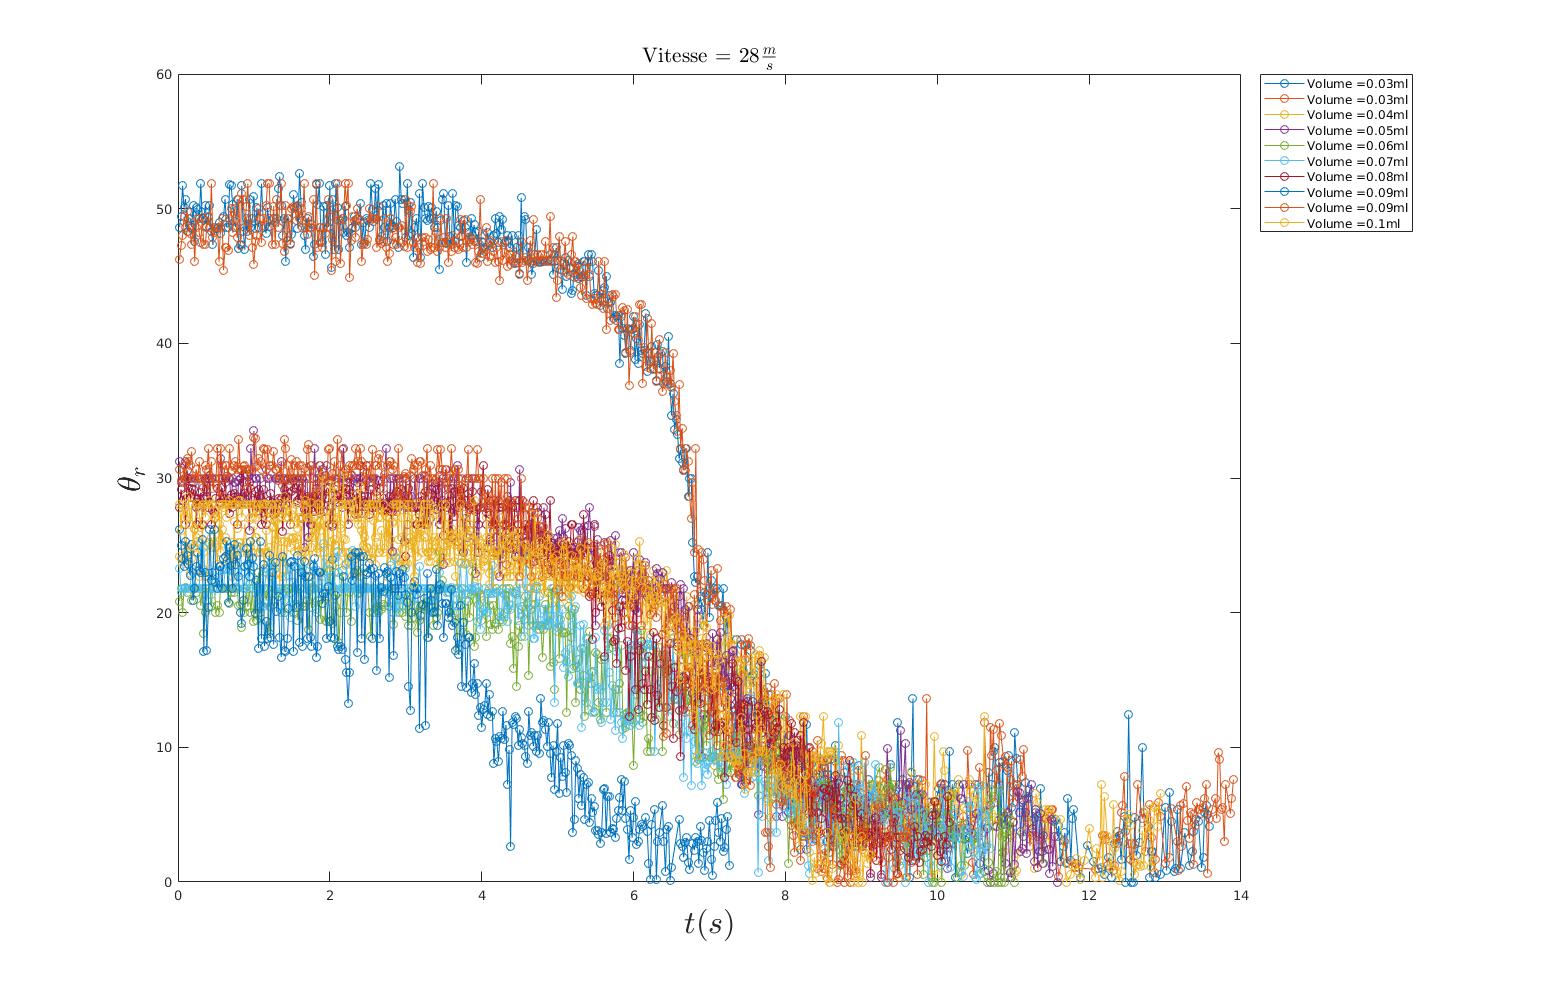 Vitesse = 28 m/s
60
50
40
30
20
10
0
θr
0 2 4 6 8 10 12 14
t(s)
Volume =0.03ml
Volume =0.03ml
Volume =0.04ml
Volume =0.05ml
Volume =0.06ml
Volume =0.07ml
Volume =0.08ml
Volume =0.09ml
Volume =0.09ml
Volume =0.1ml